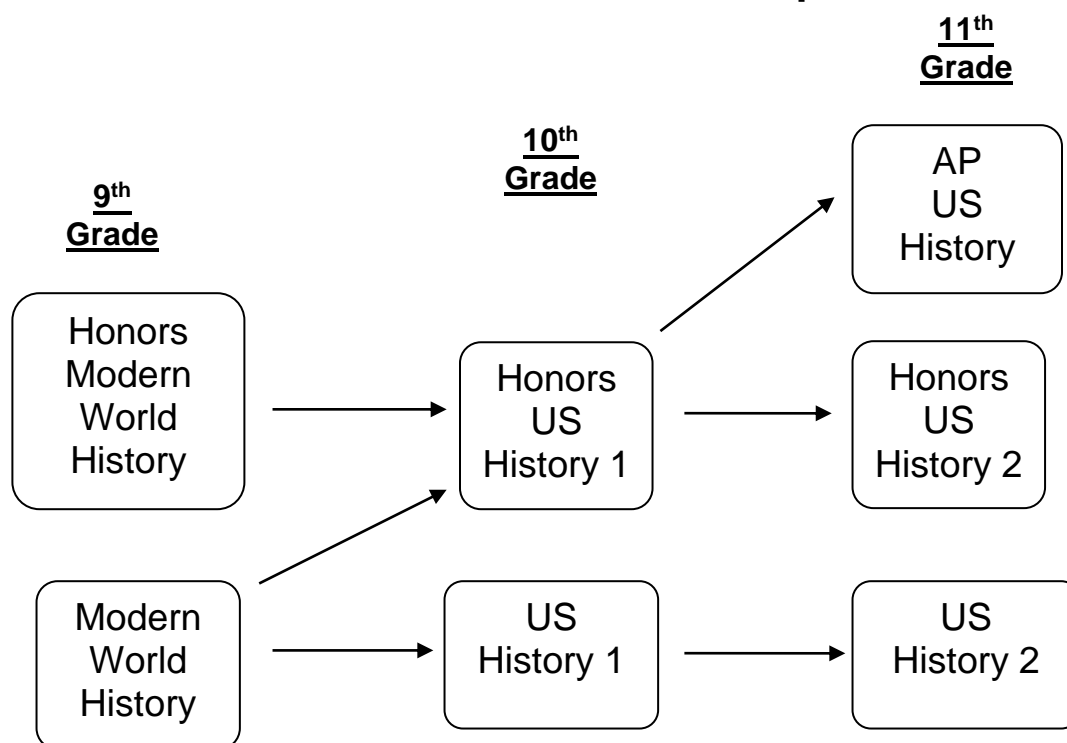 11th
Grade
10th
Grade
9th
Grade
AP
US
History
Honors
Modern
World
History
Honors
US
History 1
Honors
US
History 2
Modern
World
History
US
History 1
US
History 2